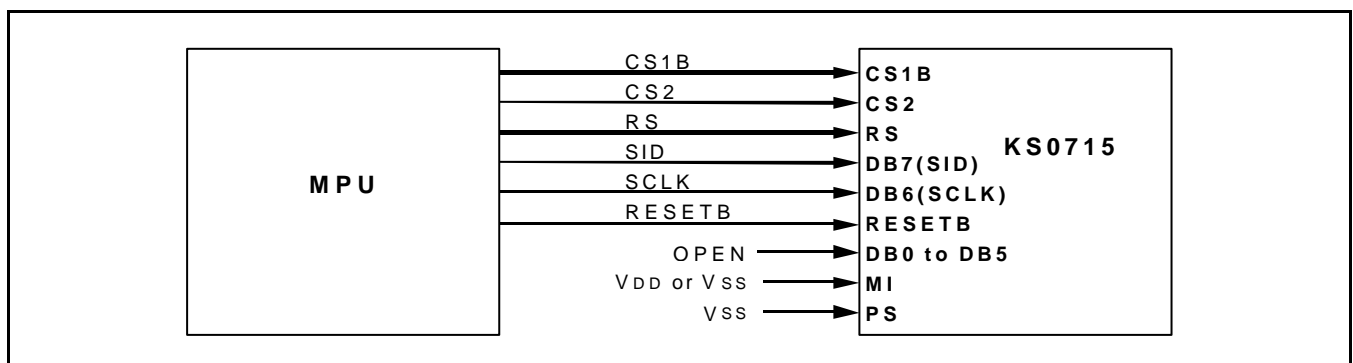 MPU
CS1B
CS2
RS
SID
SCLK
RESETB
OPEN
VDD or VSS
VSS
CS1B
CS2
RS
DB7(SID)
DB6(SCLK)
RESETB
DB0 to DB5
MI
PS
KS0715